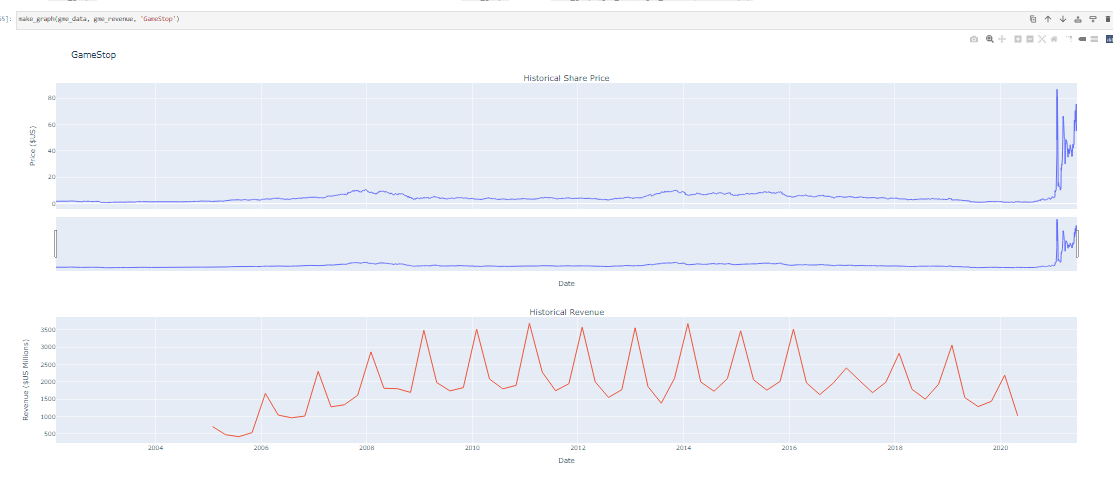 make_graph(gme_data, gme_revenue, 'GameStop')
GameStop
Historical Share Price
Price ($US)
80
60
40
20
0
Date
Historical Revenue
Revenue ($US Millions)
3500
3000
2500
2000
1500
1000
500
2004 2006 2008 2010 2012 2014 2016 2018 2020
Date